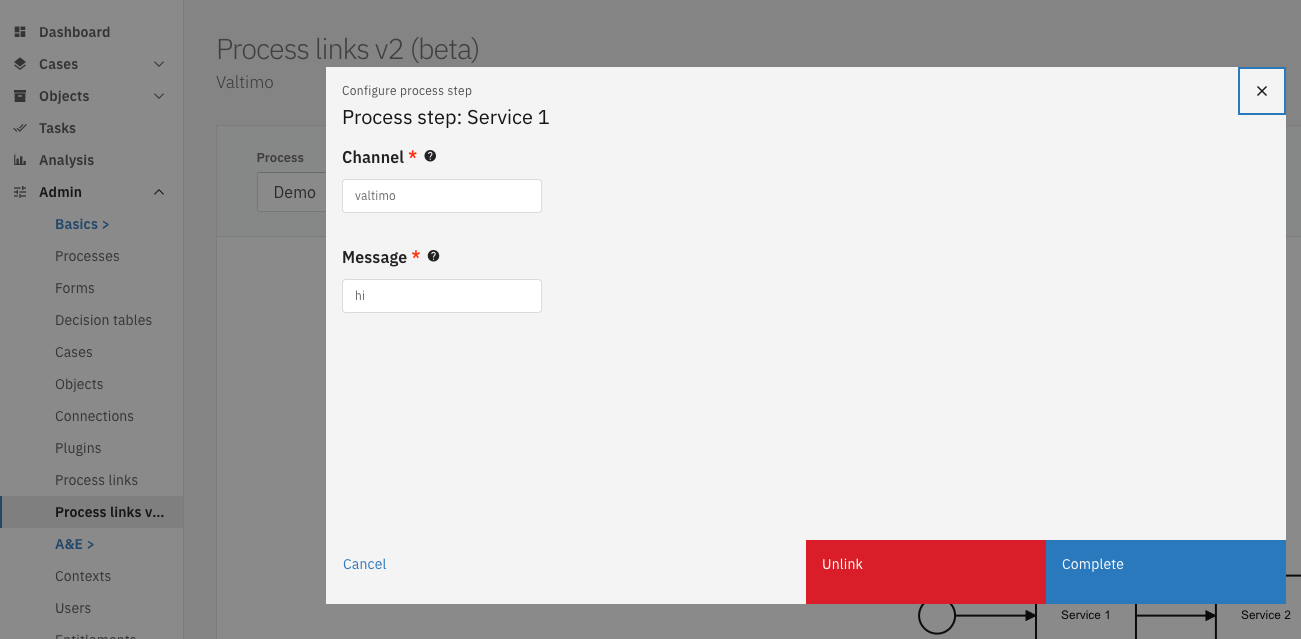 Dashboard
Cases
Objects
Tasks
Analysis
Admin
Basics >
Processes
Forms
Decision tables
Cases
Objects
Connections
Plugins
Process links
Process links v...
A&E >
Contexts
Users
Entitlements
Process links v2 (beta)
Valtimo
Process
Demo
Configure process step
Process step: Service 1
Channel *
valtimo
Message *
hi
Cancel
Unlink
Complete
Service 1
Service 2